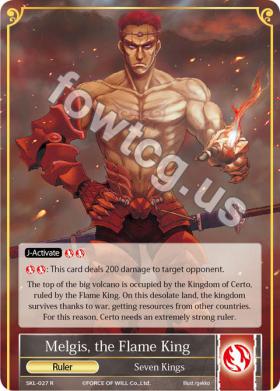 fowtcg.us
J-Activate
: This card deals 200 damage to target opponent.
The top of the big volcano is occupied by the Kingdom of Certo,
ruled by the Flame King. On this desolate land, the kingdom
survives thanks to war, getting resources from other countries.
For this reason, Certo needs an extremely strong ruler.
Melgis, the Flame King
Ruler
Seven Kings
SKL-027 R ©FORCE OF WILL Co.,Ltd. Illust:/gekko